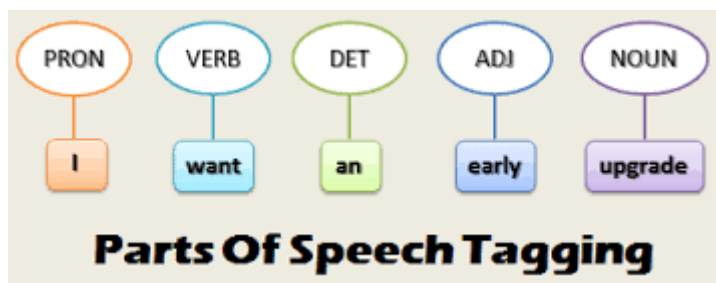 PRON VERB DET ADJ NOUN
I want an early upgrade
Parts Of Speech Tagging